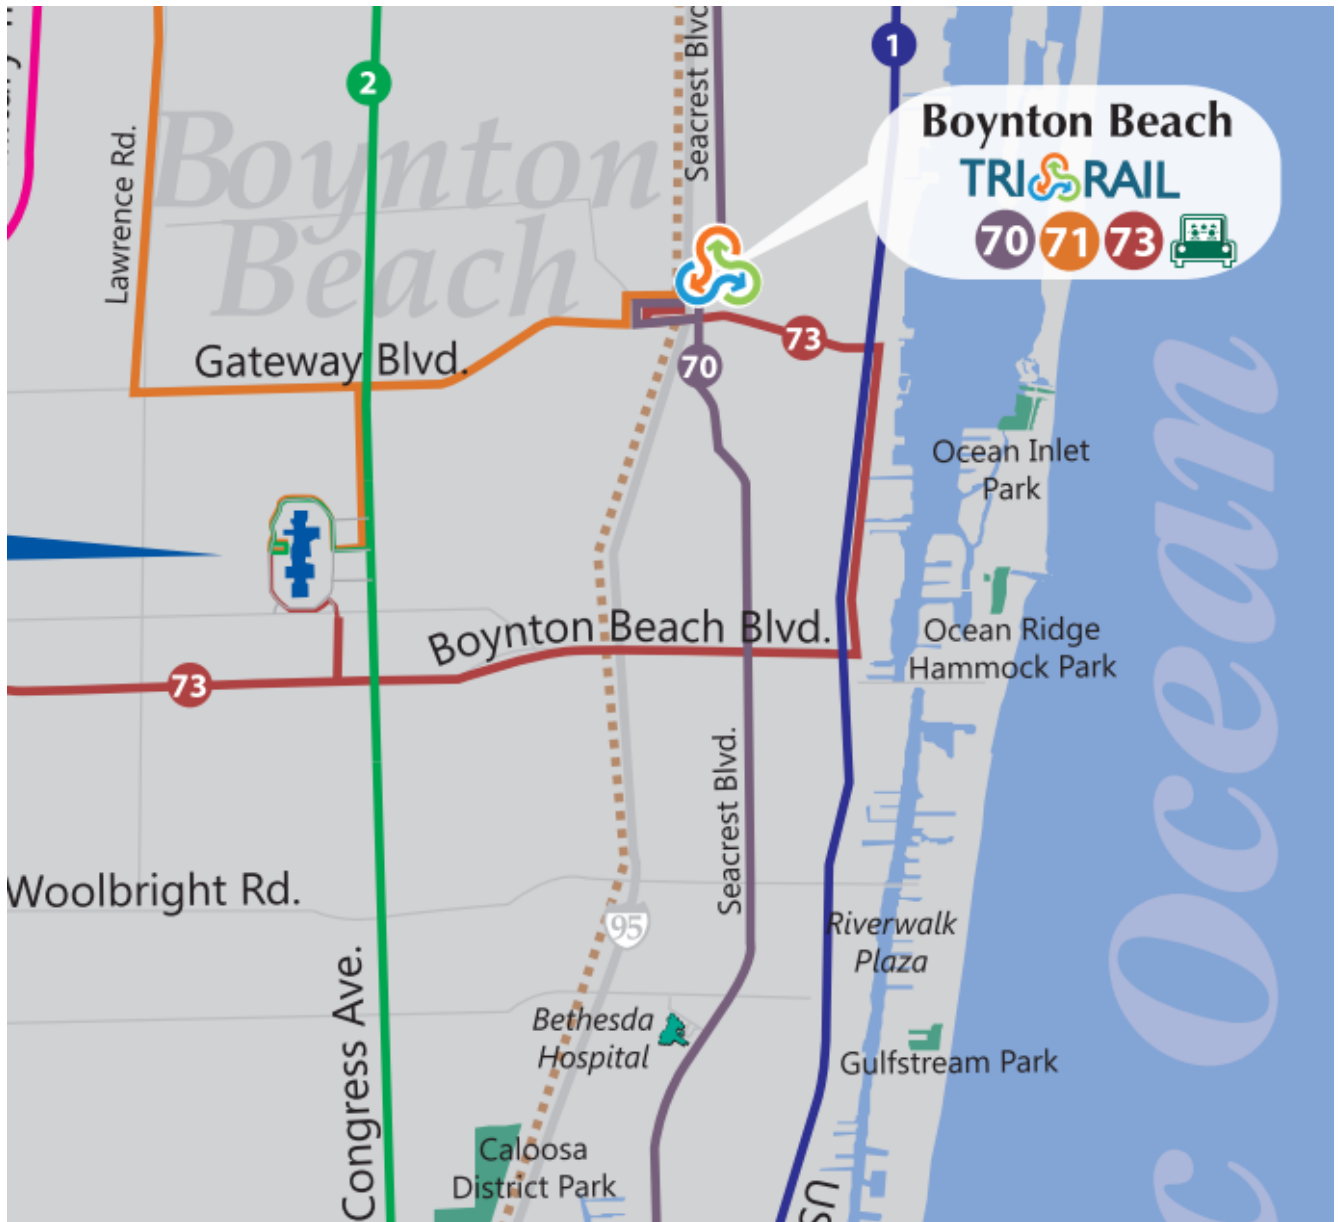 Seacrest Blvd
2
1
Boynton Beach
TRI RAIL
70 71 73
Lawrence Rd.
Boynton
Beach
73
Gateway Blvd.
70
Ocean Inlet
Park
Boynton Beach Blvd.
Ocean Ridge
Hammock Park
73
Seacrest Blvd.
Woolbright Rd.
95
Riverwalk
Plaza
Congress Ave.
Bethesda
Hospital
Gulfstream Park
Caloosa
District Park
US
c Ocean